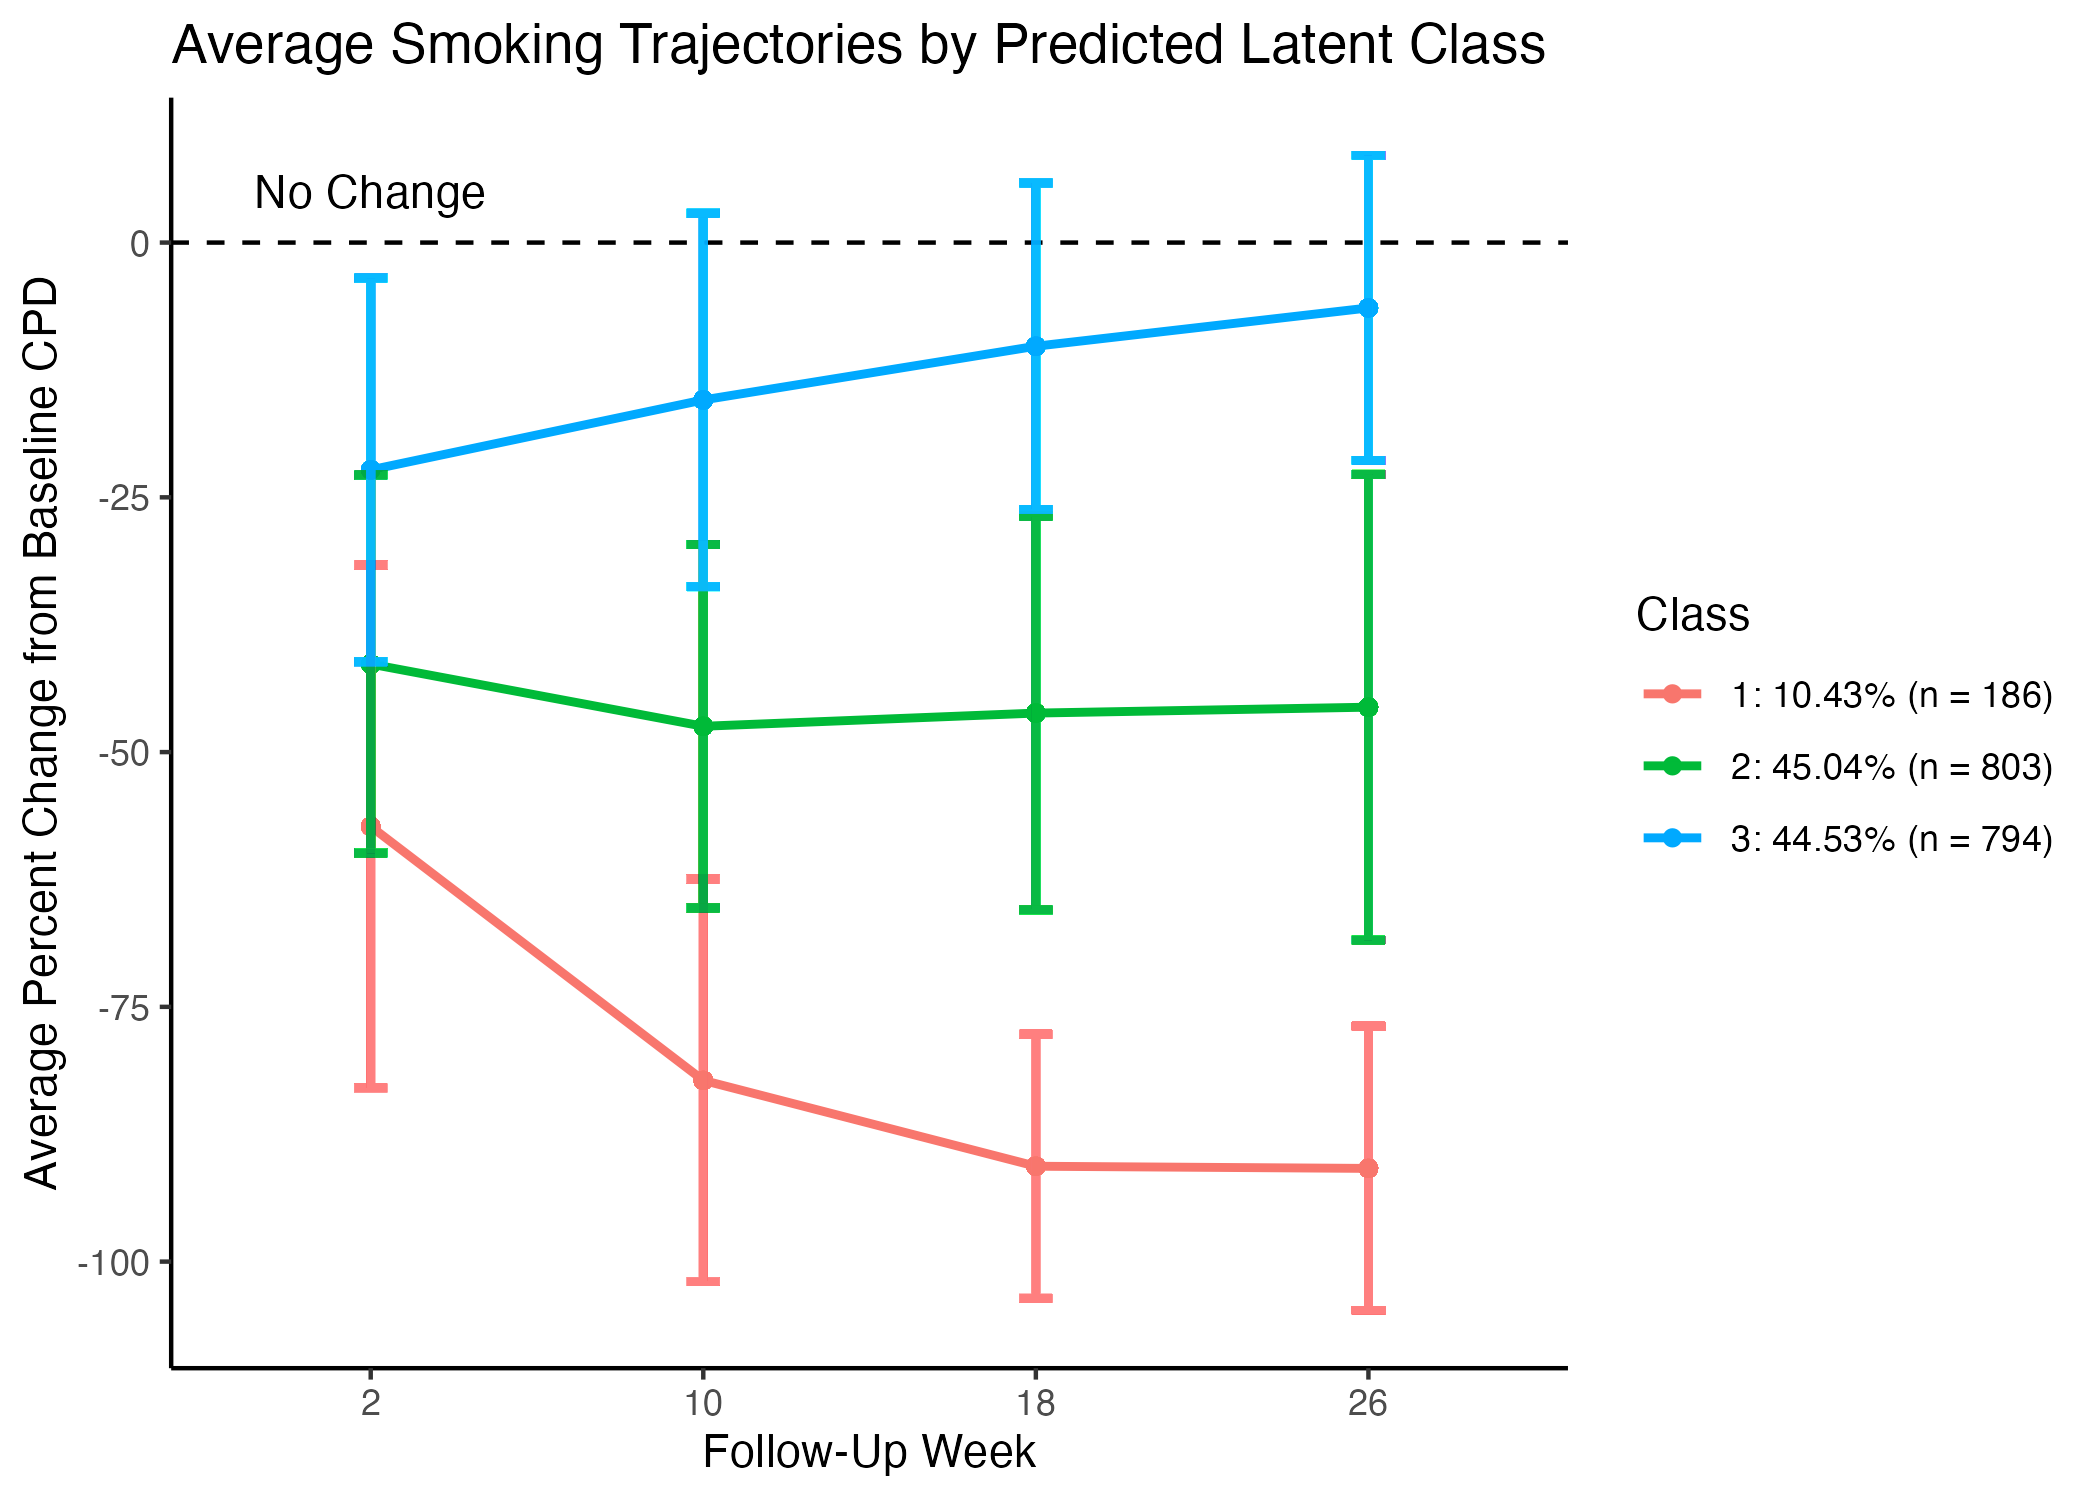 Average Smoking Trajectories by Predicted Latent Class
Average Percent Change from Baseline CPD
No Change
0
-25
-50
-75
-100
2
10
18
26
Follow-Up Week
Class
1: 10.43% (n = 186)
2: 45.04% (n = 803)
3: 44.53% (n = 794)